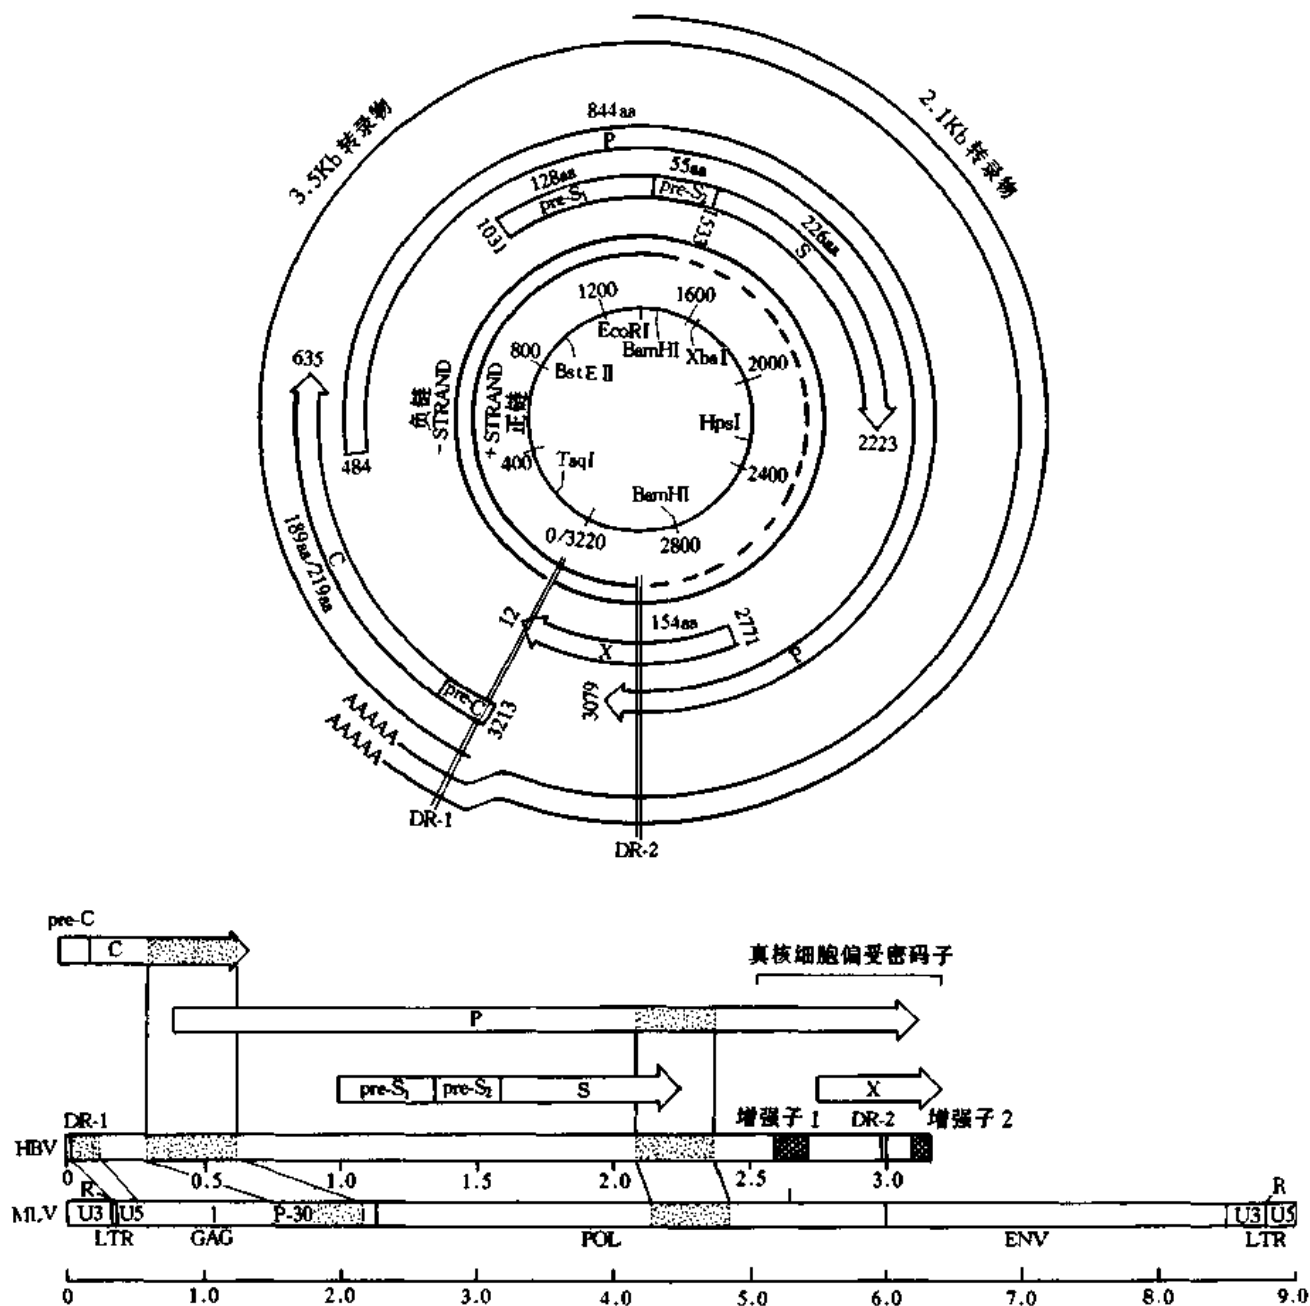 3.5Kb 转录物
2.1Kb 转录物
844aa
P
128aa
55aa
pre-S₁
pre-S₂
1031
1533
226aa
S
1200
1600
EcoRI
BamHI
XbaI
800
BstEII
2000
635
负链
- STRAND
+ STRAND
正链
HpsI
2223
484
400
TaqI
2400
BamHI
0/3220
2800
189aa/219aa
C
12
154aa
2771
X
P
pre-C
3213
3079
AAAAA
AAAAA
DR-1
DR-2
pre-C
C
真核细胞偏受密码子
P
pre-S₁
pre-S₂
S
X
DR-1
增强子 1
DR-2
增强子 2
HBV
0
0.5
1.0
1.5
2.0
2.5
3.0
R
R
MLV
U3
U5
1
P-30
U3
U5
LTR
GAG
POL
ENV
LTR
0
1.0
2.0
3.0
4.0
5.0
6.0
7.0
8.0
9.0